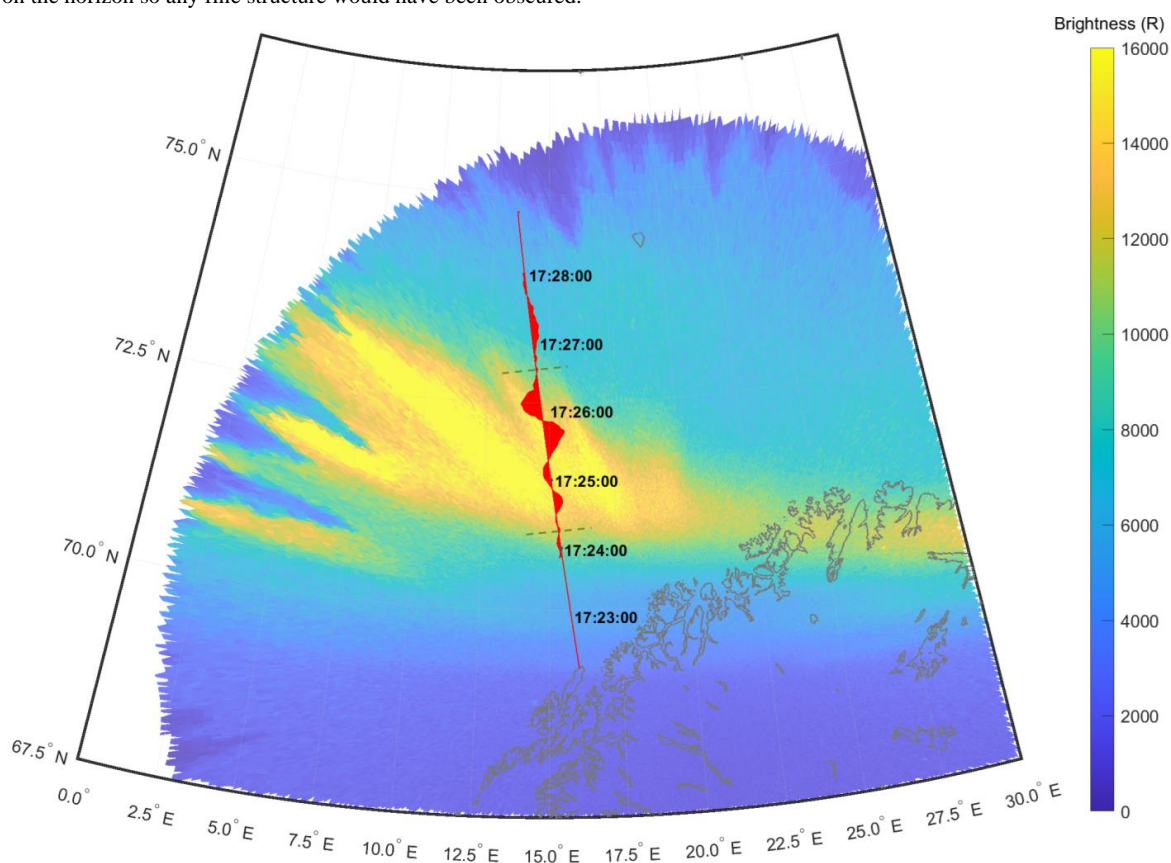 on the horizon so any fine structure would have been obscured.
Brightness (R)
16000
14000
12000
10000
8000
6000
4000
2000
0
75.0° N
72.5° N
70.0° N
67.5° N
17:28:00
17:27:00
17:26:00
17:25:00
17:24:00
17:23:00
0.0°
2.5° E
5.0° E
7.5° E
10.0° E
12.5° E
15.0° E
17.5° E
20.0° E
22.5° E
25.0° E
27.5° E
30.0° E